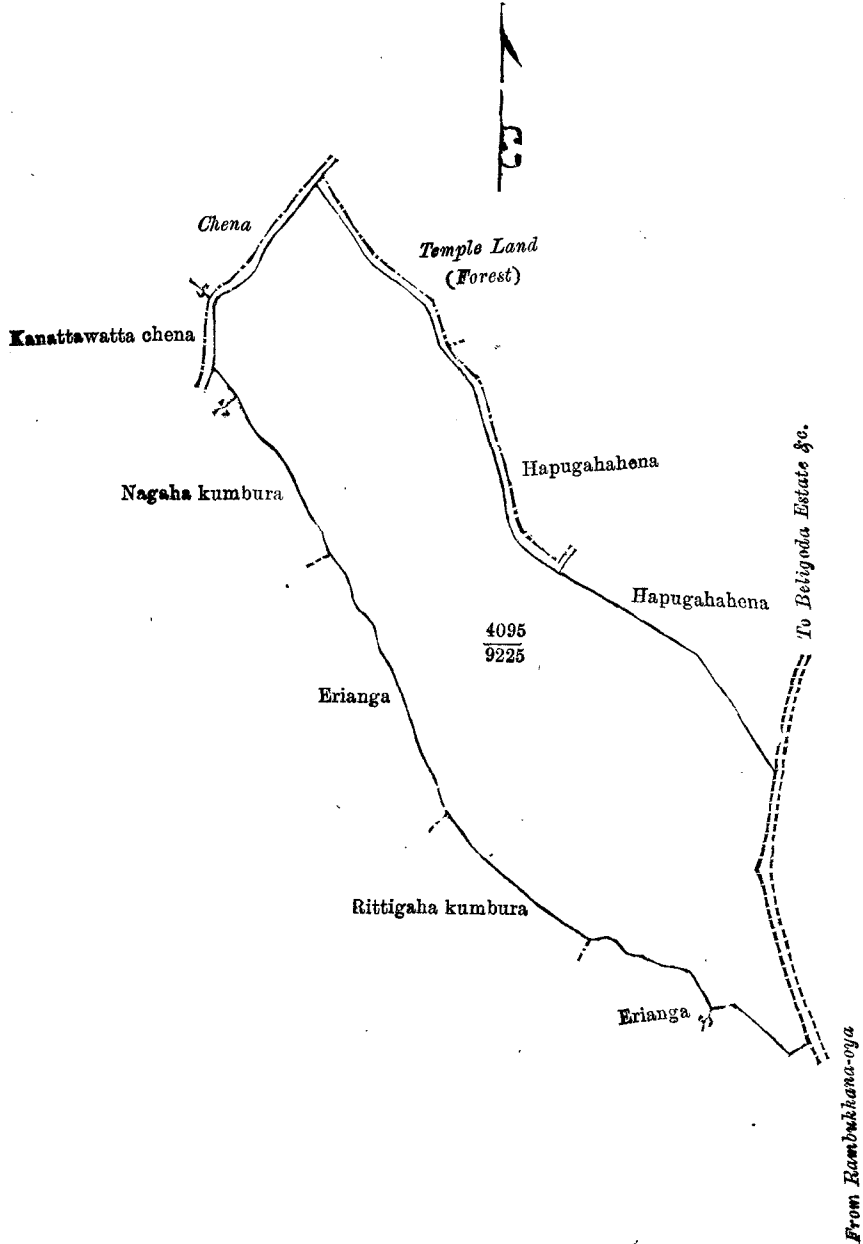 Chena
Temple Land
(Forest)
Kanattawatta chena
Hapugahahena
Nagaha kumbura
To Beligoda Estate &c.
Hapugahahena
4095
9225
Erianga
Rittigaha kumbura
Erianga
From Rambukkana-oya